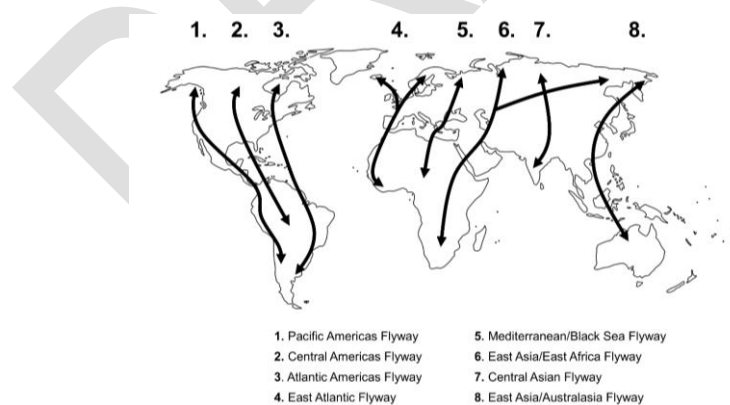 1. 2. 3. 4. 5. 6. 7. 8.
1. Pacific Americas Flyway
2. Central Americas Flyway
3. Atlantic Americas Flyway
4. East Atlantic Flyway
5. Mediterranean/Black Sea Flyway
6. East Asia/East Africa Flyway
7. Central Asian Flyway
8. East Asia/Australasia Flyway